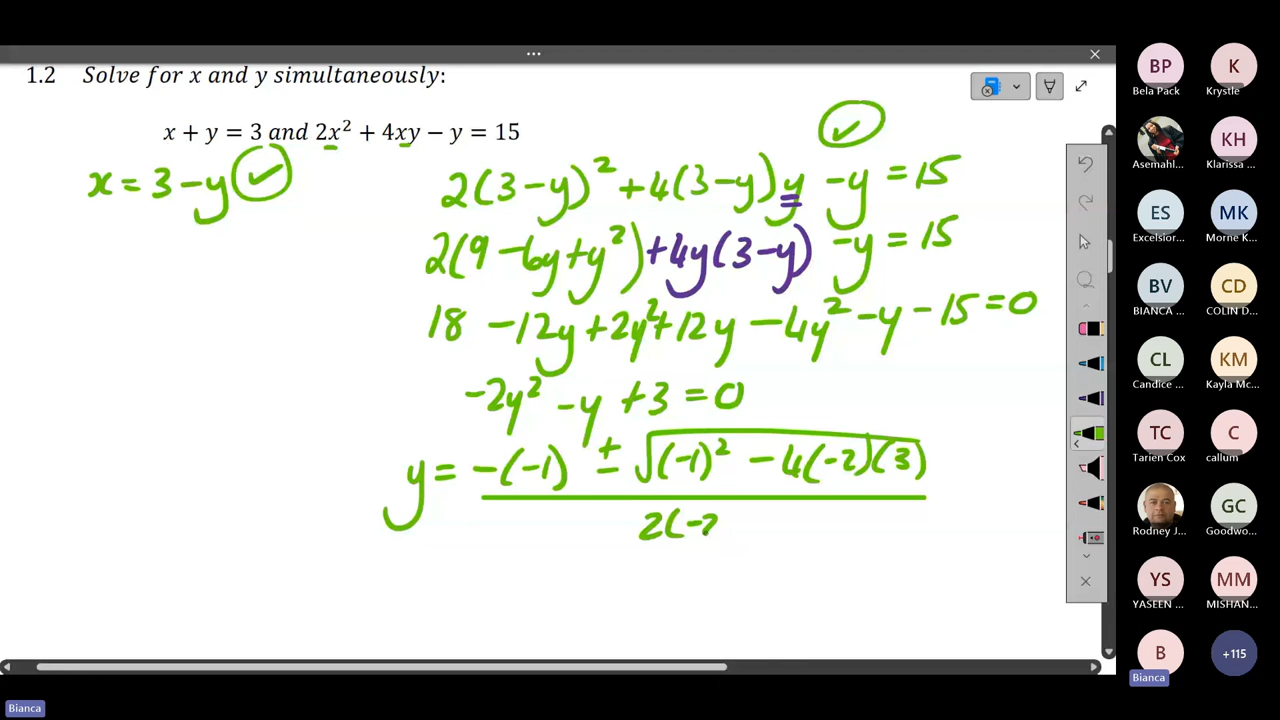 1.2 Solve for x and y simultaneously:
x + y = 3 and 2x² + 4xy − y = 15
x = 3 − y
2(3 − y)² + 4(3 − y)y − y = 15
2(9 − 6y + y²) + 4y(3 − y) − y = 15
18 − 12y + 2y² + 12y − 4y² − y − 15 = 0
−2y² − y + 3 = 0
y = −(−1) ± √(−1)² − 4(−2)(3)
2(−2
BP
Bela Pack
K
Krystle
Asemahl...
KH
Klarissa ...
ES
Excelsior...
MK
Morne K...
BV
BIANCA ...
CD
COLIN D...
CL
Candice ...
KM
Kayla Mc...
TC
Tarien Cox
C
callum
Rodney J...
GC
Goodwo...
YS
YASEEN ...
MM
MISHAN...
B
Bianca
+115
Bianca
Bianca